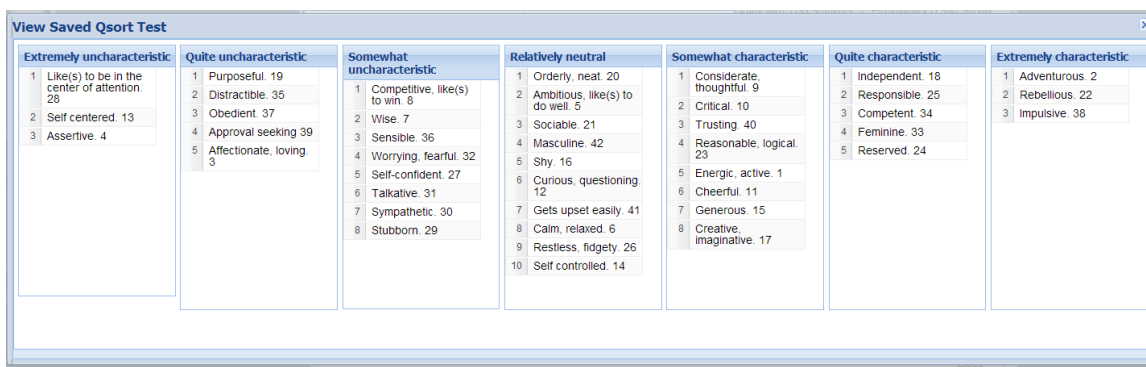 View Saved Qsort Test
Extremely uncharacteristic
1 Like(s) to be in the
center of attention.
28
2 Self centered. 13
3 Assertive. 4
Quite uncharacteristic
1 Purposeful. 19
2 Distractible. 35
3 Obedient. 37
4 Approval seeking 39
5 Affectionate, loving.
3
Somewhat
uncharacteristic
1 Competitive, like(s)
to win. 8
2 Wise. 7
3 Sensible. 36
4 Worrying, fearful. 32
5 Self-confident. 27
6 Talkative. 31
7 Sympathetic. 30
8 Stubborn. 29
Relatively neutral
1 Orderly, neat. 20
2 Ambitious, like(s) to
do well. 5
3 Sociable. 21
4 Masculine. 42
5 Shy. 16
6 Curious, questioning.
12
7 Gets upset easily. 41
8 Calm, relaxed. 6
9 Restless, fidgety. 26
10 Self controlled. 14
Somewhat characteristic
1 Considerate,
thoughtful. 9
2 Critical. 10
3 Trusting. 40
4 Reasonable, logical.
23
5 Energic, active. 1
6 Cheerful. 11
7 Generous. 15
8 Creative,
imaginative. 17
Quite characteristic
1 Independent. 18
2 Responsible. 25
3 Competent. 34
4 Feminine. 33
5 Reserved. 24
Extremely characteristic
1 Adventurous. 2
2 Rebellious. 22
3 Impulsive. 38